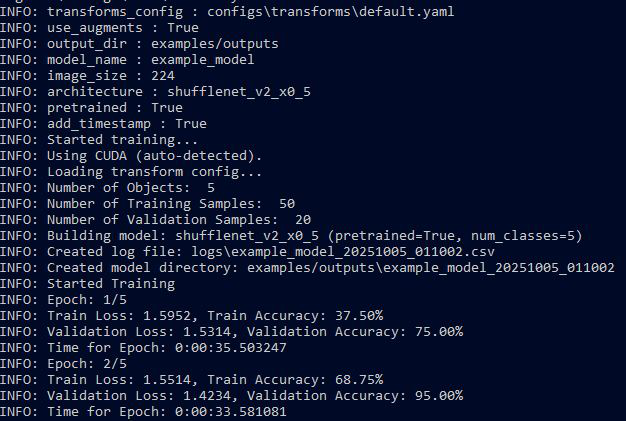 INFO: transforms_config : configs\transforms\default.yaml
INFO: use_augments : True
INFO: output_dir : examples/outputs
INFO: model_name : example_model
INFO: image_size : 224
INFO: architecture : shufflenet_v2_x0_5
INFO: pretrained : True
INFO: add_timestamp : True
INFO: Started training...
INFO: Using CUDA (auto-detected).
INFO: Loading transform config...
INFO: Number of Objects:  5
INFO: Number of Training Samples:  50
INFO: Number of Validation Samples:  20
INFO: Building model: shufflenet_v2_x0_5 (pretrained=True, num_classes=5)
INFO: Created log file: logs\example_model_20251005_011002.csv
INFO: Created model directory: examples/outputs\example_model_20251005_011002
INFO: Started Training
INFO: Epoch: 1/5
INFO: Train Loss: 1.5952, Train Accuracy: 37.50%
INFO: Validation Loss: 1.5314, Validation Accuracy: 75.00%
INFO: Time for Epoch: 0:00:35.503247
INFO: Epoch: 2/5
INFO: Train Loss: 1.5514, Train Accuracy: 68.75%
INFO: Validation Loss: 1.4234, Validation Accuracy: 95.00%
INFO: Time for Epoch: 0:00:33.581081